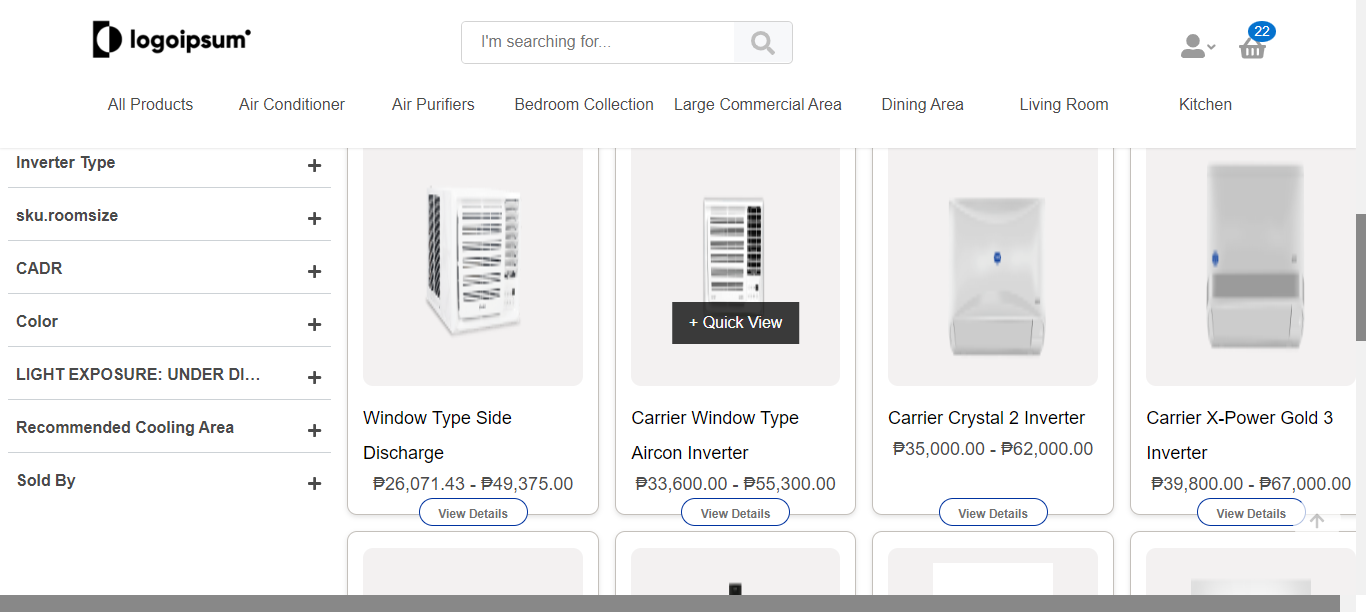 logoipsum
I'm searching for...
22
All Products Air Conditioner Air Purifiers Bedroom Collection Large Commercial Area Dining Area Living Room Kitchen
Inverter Type +
sku.roomsize +
CADR +
Color +
LIGHT EXPOSURE: UNDER DI... +
Recommended Cooling Area +
Sold By +
+ Quick View
Window Type Side
Discharge
₱26,071.43 - ₱49,375.00
View Details
Carrier Window Type
Aircon Inverter
₱33,600.00 - ₱55,300.00
View Details
Carrier Crystal 2 Inverter
₱35,000.00 - ₱62,000.00
View Details
Carrier X-Power Gold 3
Inverter
₱39,800.00 - ₱67,000.00
View Details